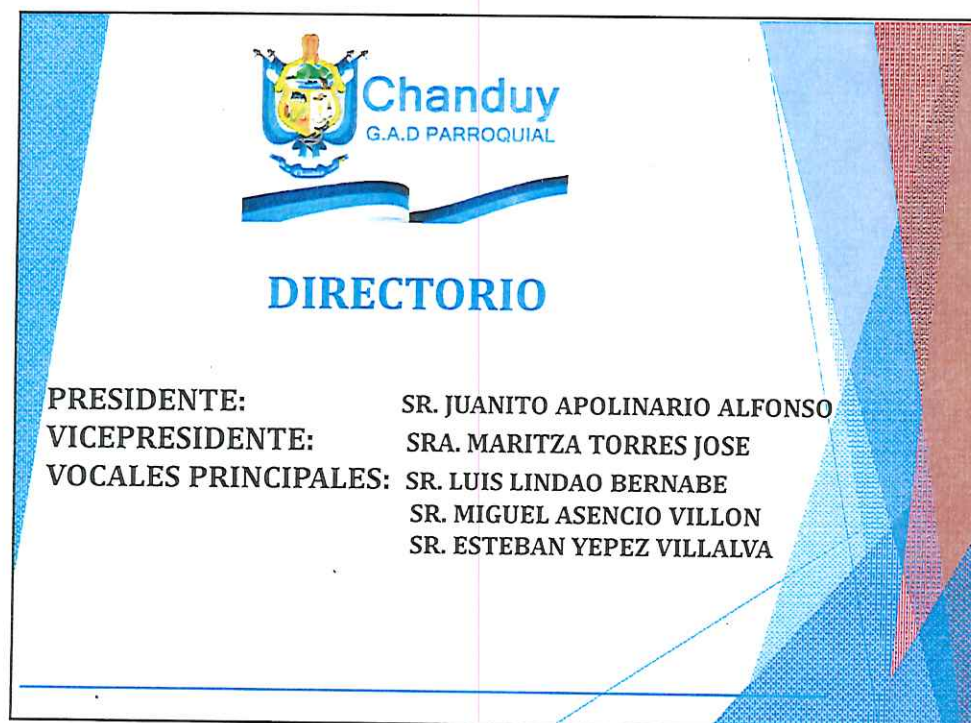 Chanduy
G.A.D PARROQUIAL
DIRECTORIO
PRESIDENTE: SR. JUANITO APOLINARIO ALFONSO
VICEPRESIDENTE: SRA. MARITZA TORRES JOSE
VOCALES PRINCIPALES: SR. LUIS LINDAO BERNABE
SR. MIGUEL ASENCIO VILLON
SR. ESTEBAN YEPEZ VILLALVA